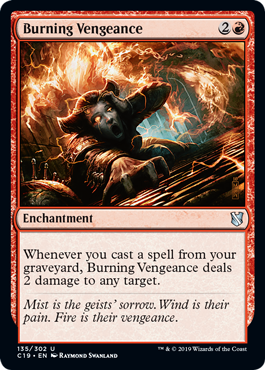 Burning Vengeance 2
Enchantment
Whenever you cast a spell from your
graveyard, Burning Vengeance deals
2 damage to any target.
Mist is the geists' sorrow. Wind is their
pain. Fire is their vengeance.
135/302 U
C19 • EN RAYMOND SWANLAND
™ & © 2019 Wizards of the Coast